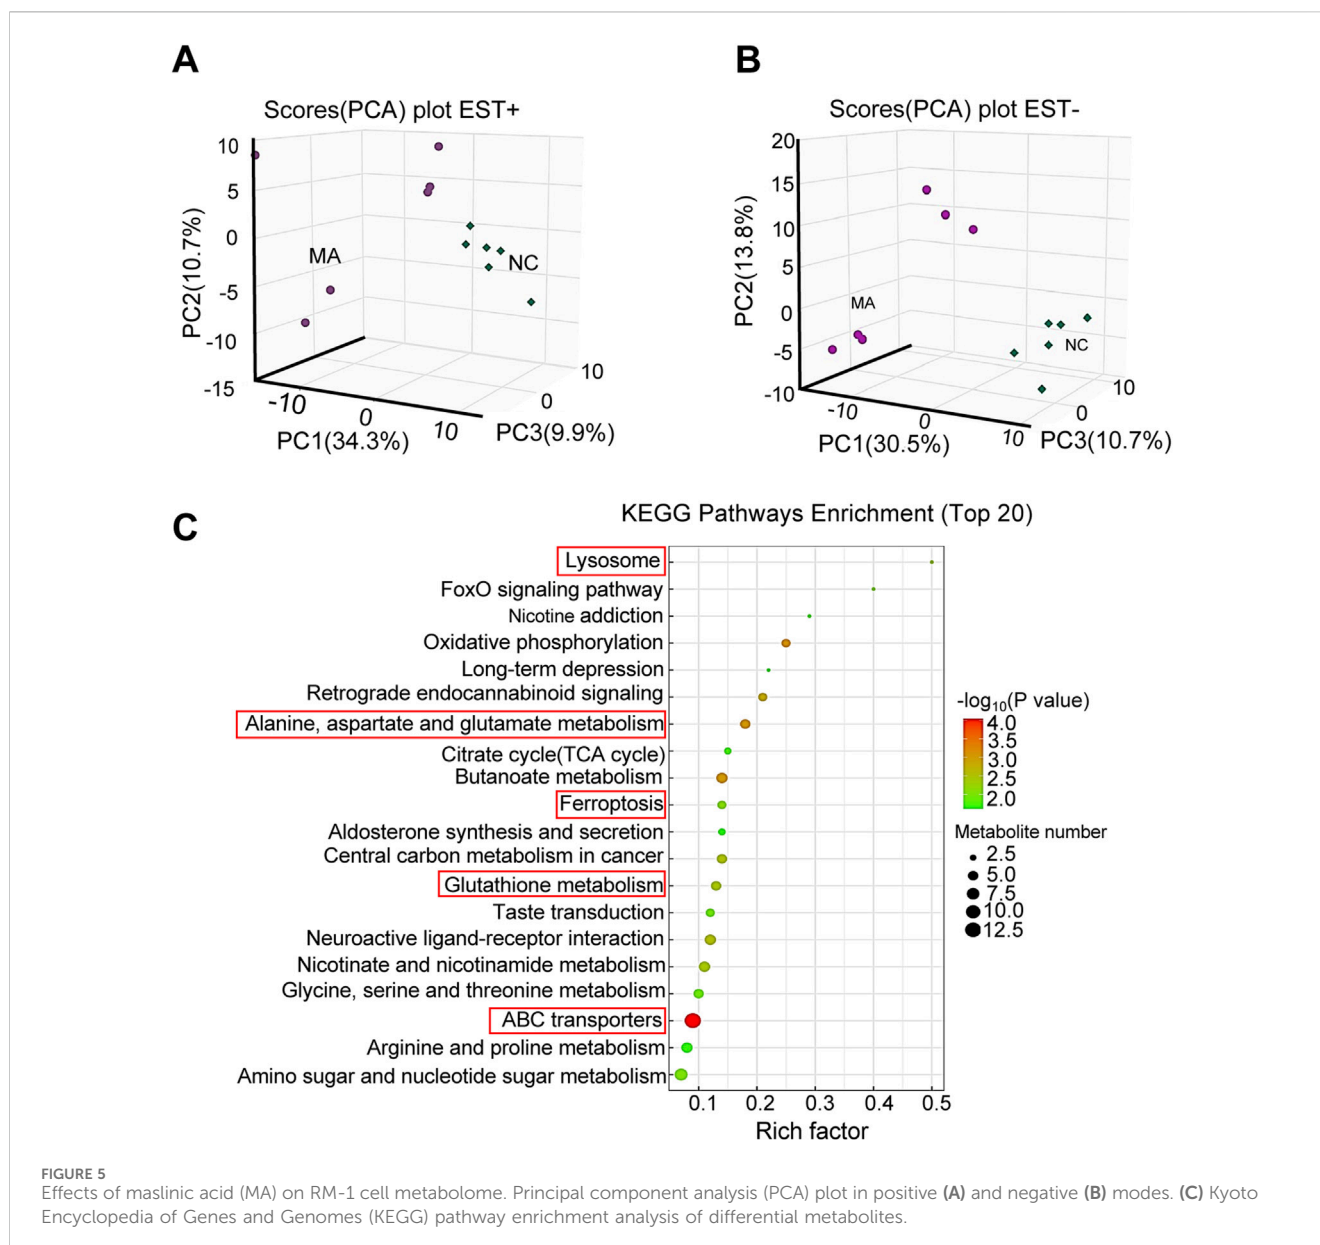 A
Scores(PCA) plot EST+
10
5
0
-5
-10
-15
PC2(10.7%)
MA
NC
-10
0
10
PC1(34.3%)
10
0
PC3(9.9%)
B
Scores(PCA) plot EST-
20
15
10
5
0
-5
-10
PC2(13.8%)
MA
NC
-10
0
10
PC1(30.5%)
10
0
PC3(10.7%)
C
KEGG Pathways Enrichment (Top 20)
Lysosome
FoxO signaling pathway
Nicotine addiction
Oxidative phosphorylation
Long-term depression
Retrograde endocannabinoid signaling
Alanine, aspartate and glutamate metabolism
Citrate cycle(TCA cycle)
Butanoate metabolism
Ferroptosis
Aldosterone synthesis and secretion
Central carbon metabolism in cancer
Glutathione metabolism
Taste transduction
Neuroactive ligand-receptor interaction
Nicotinate and nicotinamide metabolism
Glycine, serine and threonine metabolism
ABC transporters
Arginine and proline metabolism
Amino sugar and nucleotide sugar metabolism
0.1 0.2 0.3 0.4 0.5
Rich factor
-log10(P value)
4.0
3.5
3.0
2.5
2.0
Metabolite number
2.5
5.0
7.5
10.0
12.5
FIGURE 5
Effects of maslinic acid (MA) on RM-1 cell metabolome. Principal component analysis (PCA) plot in positive (A) and negative (B) modes. (C) Kyoto
Encyclopedia of Genes and Genomes (KEGG) pathway enrichment analysis of differential metabolites.